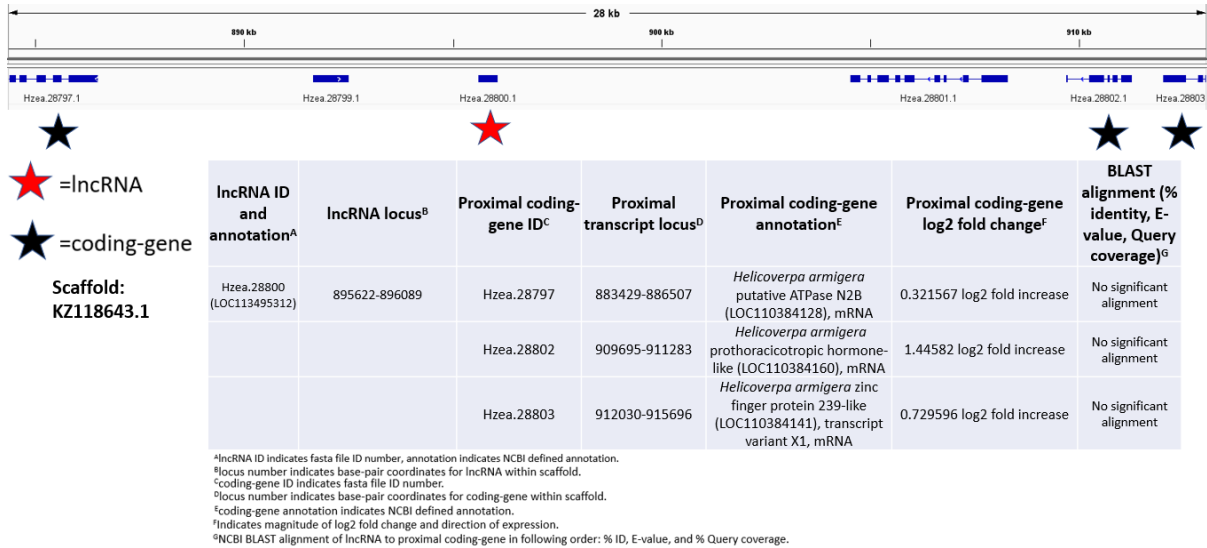 28 kb
890 kb
900 kb
910 kb
Hzea.28797.1
Hzea.28799.1
Hzea.28800.1
Hzea.28801.1
Hzea.28802.1
Hzea.28803
=lncRNA
=coding-gene
Scaffold:
KZ118643.1
lncRNA ID
and
annotationᴬ
lncRNA locusᴮ
Proximal coding-
gene IDᶜ
Proximal
transcript locusᴰ
Proximal coding-gene
annotationᴱ
Proximal coding-gene
log2 fold changeᶠ
BLAST
alignment (%
identity, E-
value, Query
coverage)ᴳ
Hzea.28800
(LOC113495312)
895622-896089
Hzea.28797
883429-886507
Helicoverpa armigera
putative ATPase N2B
(LOC110384128), mRNA
0.321567 log2 fold increase
No significant
alignment
Hzea.28802
909695-911283
Helicoverpa armigera
prothoracicotropic hormone-
like (LOC110384160), mRNA
1.44582 log2 fold increase
No significant
alignment
Hzea.28803
912030-915696
Helicoverpa armigera zinc
finger protein 239-like
(LOC110384141), transcript
variant X1, mRNA
0.729596 log2 fold increase
No significant
alignment
ᴬlncRNA ID indicates fasta file ID number, annotation indicates NCBI defined annotation.
ᴮlocus number indicates base-pair coordinates for lncRNA within scaffold.
ᶜcoding-gene ID indicates fasta file ID number.
ᴰlocus number indicates base-pair coordinates for coding-gene within scaffold.
ᴱcoding-gene annotation indicates NCBI defined annotation.
ᶠIndicates magnitude of log2 fold change and direction of expression.
ᴳNCBI BLAST alignment of lncRNA to proximal coding-gene in following order: % ID, E-value, and % Query coverage.